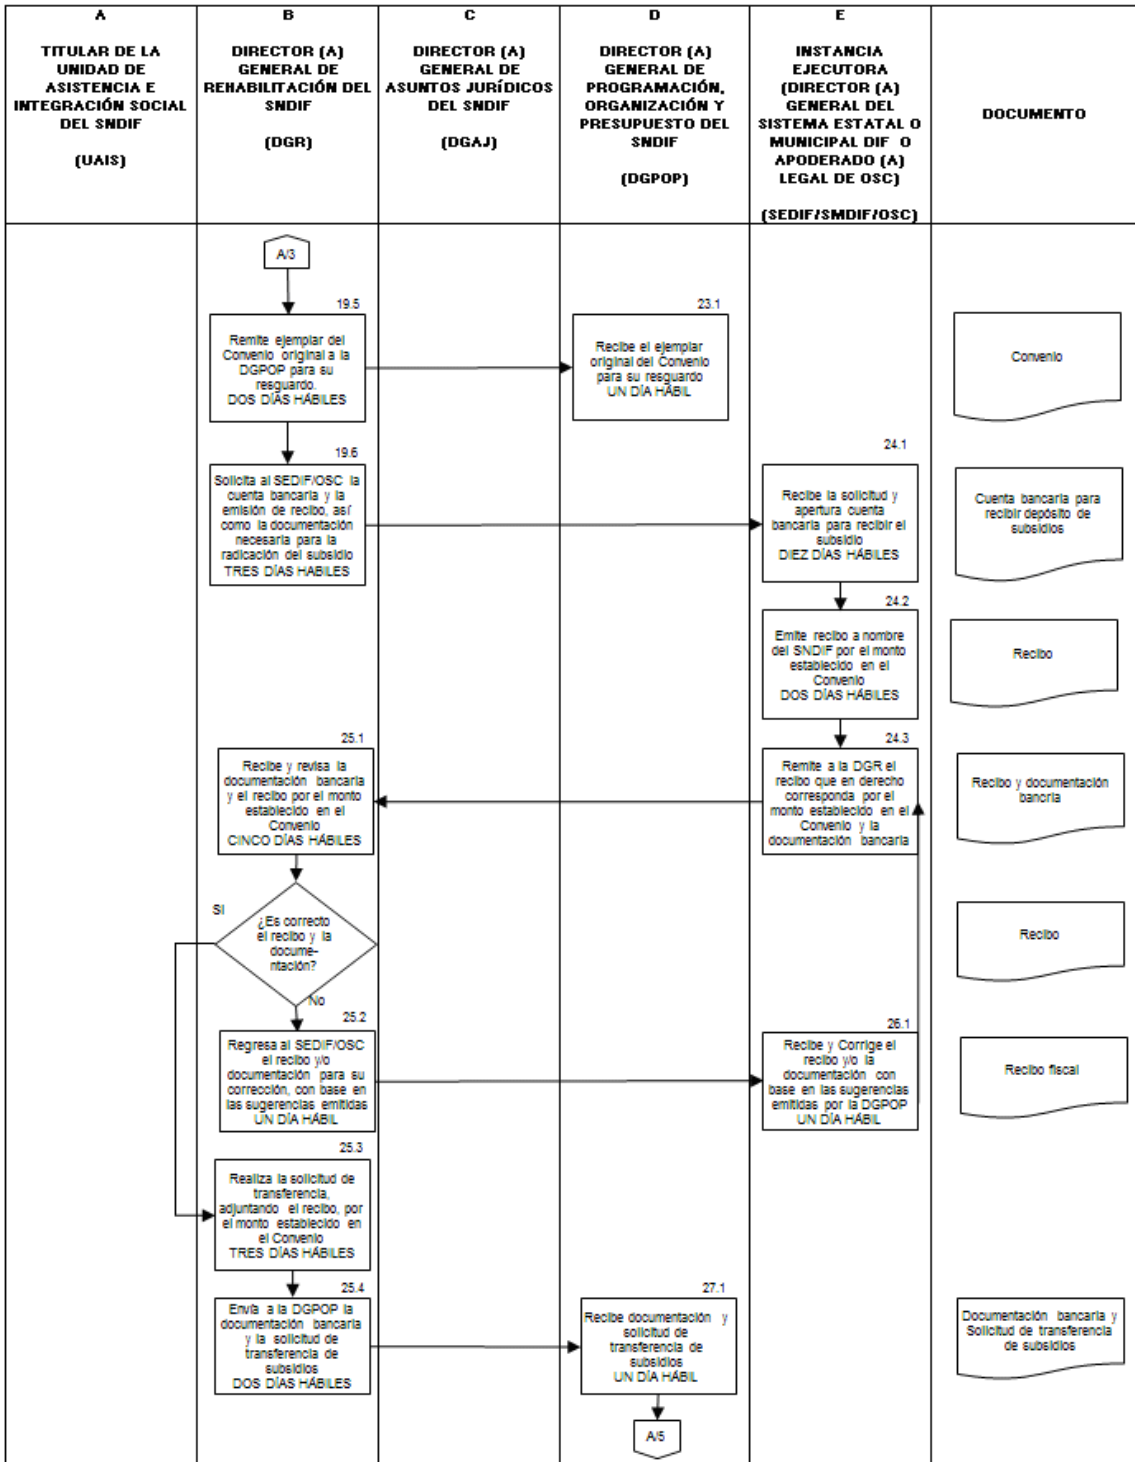 A
TITULAR DE LA
UNIDAD DE
ASISTENCIA E
INTEGRACIÓN SOCIAL
DEL SNDIF
(UAIS)
B
DIRECTOR (A)
GENERAL DE
REHABILITACIÓN DEL
SNDIF
(DGR)
C
DIRECTOR (A)
GENERAL DE
ASUNTOS JURÍDICOS
DEL SNDIF
(DGAJ)
D
DIRECTOR (A)
GENERAL DE
PROGRAMACIÓN,
ORGANIZACIÓN Y
PRESUPUESTO DEL
SNDIF
(DGPOP)
E
INSTANCIA
EJECUTORA
(DIRECTOR (A)
GENERAL DEL
SISTEMA ESTATAL O
MUNICIPAL DIF O
APODERADO (A)
LEGAL DE OSC)
(SEDIF/SMDIF/OSC)
DOCUMENTO
A/3
19.5
Remite ejemplar del
Convenio original a la
DGPOP para su
resguardo.
DOS DÍAS HÁBILES
23.1
Recibe el ejemplar
original del Convenio
para su resguardo
UN DÍA HÁBIL
Convenio
19.6
Solicita al SEDIF/OSC la
cuenta bancaria y la
emisión de recibo, así
como la documentación
necesaria para la
radicación del subsidio
TRES DÍAS HABILES
24.1
Recibe la solicitud y
apertura cuenta
bancaria para recibir el
subsidio
DIEZ DÍAS HÁBILES
Cuenta bancaria para
recibir depósito de
subsidios
24.2
Emite recibo a nombre
del SNDIF por el monto
establecido en el
Convenio
DOS DÍAS HÁBILES
Recibo
25.1
Recibe y revisa la
documentación bancaria
y el recibo por el monto
establecido en el
Convenio
CINCO DÍAS HÁBILES
24.3
Remite a la DGR el
recibo que en derecho
corresponda por el
monto establecido en el
Convenio y la
documentación bancaria
Recibo y documentación
bancria
SI
¿Es correcto
el recibo y la
docume-
ntación?
No
Recibo
25.2
Regresa al SEDIF/OSC
el recibo y/o
documentación para su
corrección, con base en
las sugerencias emitidas
UN DÍA HÁBIL
26.1
Recibe y Corrige el
recibo y/o la
documentación con
base en las sugerencias
emitidas por la DGPOP
UN DÍA HÁBIL
Recibo fiscal
25.3
Realiza la solicitud de
transferencia,
adjuntando el recibo, por
el monto establecido en
el Convenio
TRES DÍAS HÁBILES
25.4
Envía a la DGPOP la
documentación bancaria
y la solicitud de
transferencia de
subsidios
DOS DÍAS HÁBILES
27.1
Recibe documentación y
solicitud de
transferencia de
subsidios
UN DÍA HÁBIL
Documentación bancaria y
Solicitud de transferencia
de subsidios
A/5